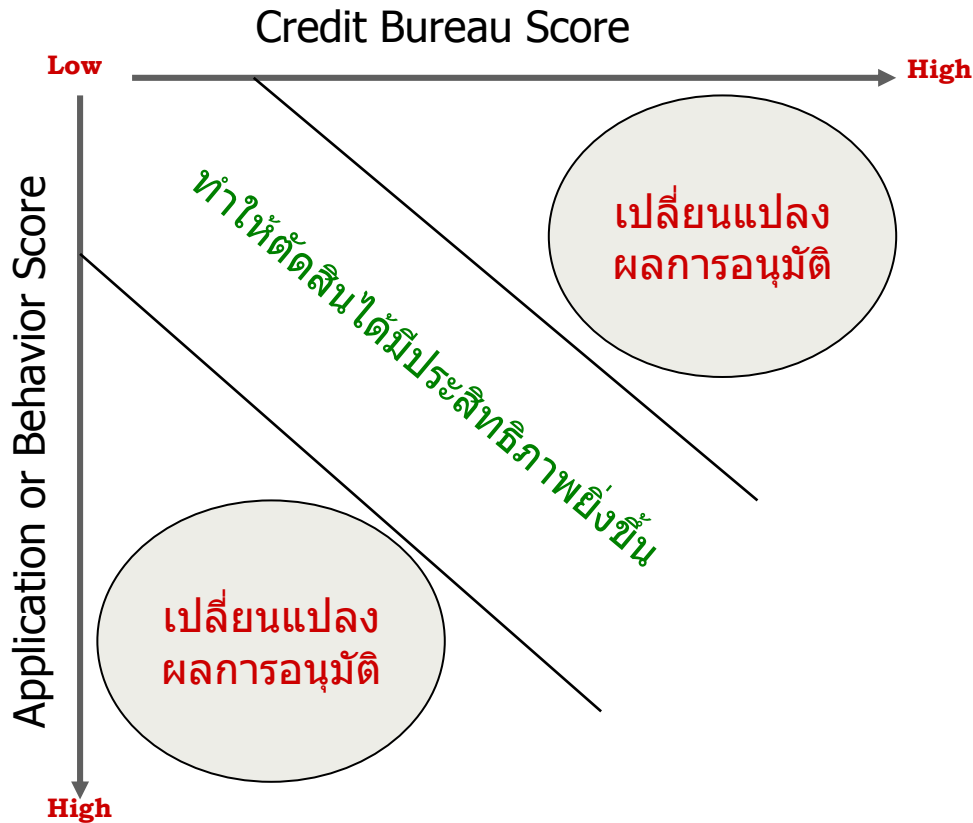 Credit Bureau Score
Low
High
Application or Behavior Score
เปลี่ยนแปลง
ผลการอนุมัติ
ทำให้ตัดสินได้มีประสิทธิภาพยิ่งขึ้น
เปลี่ยนแปลง
ผลการอนุมัติ
High